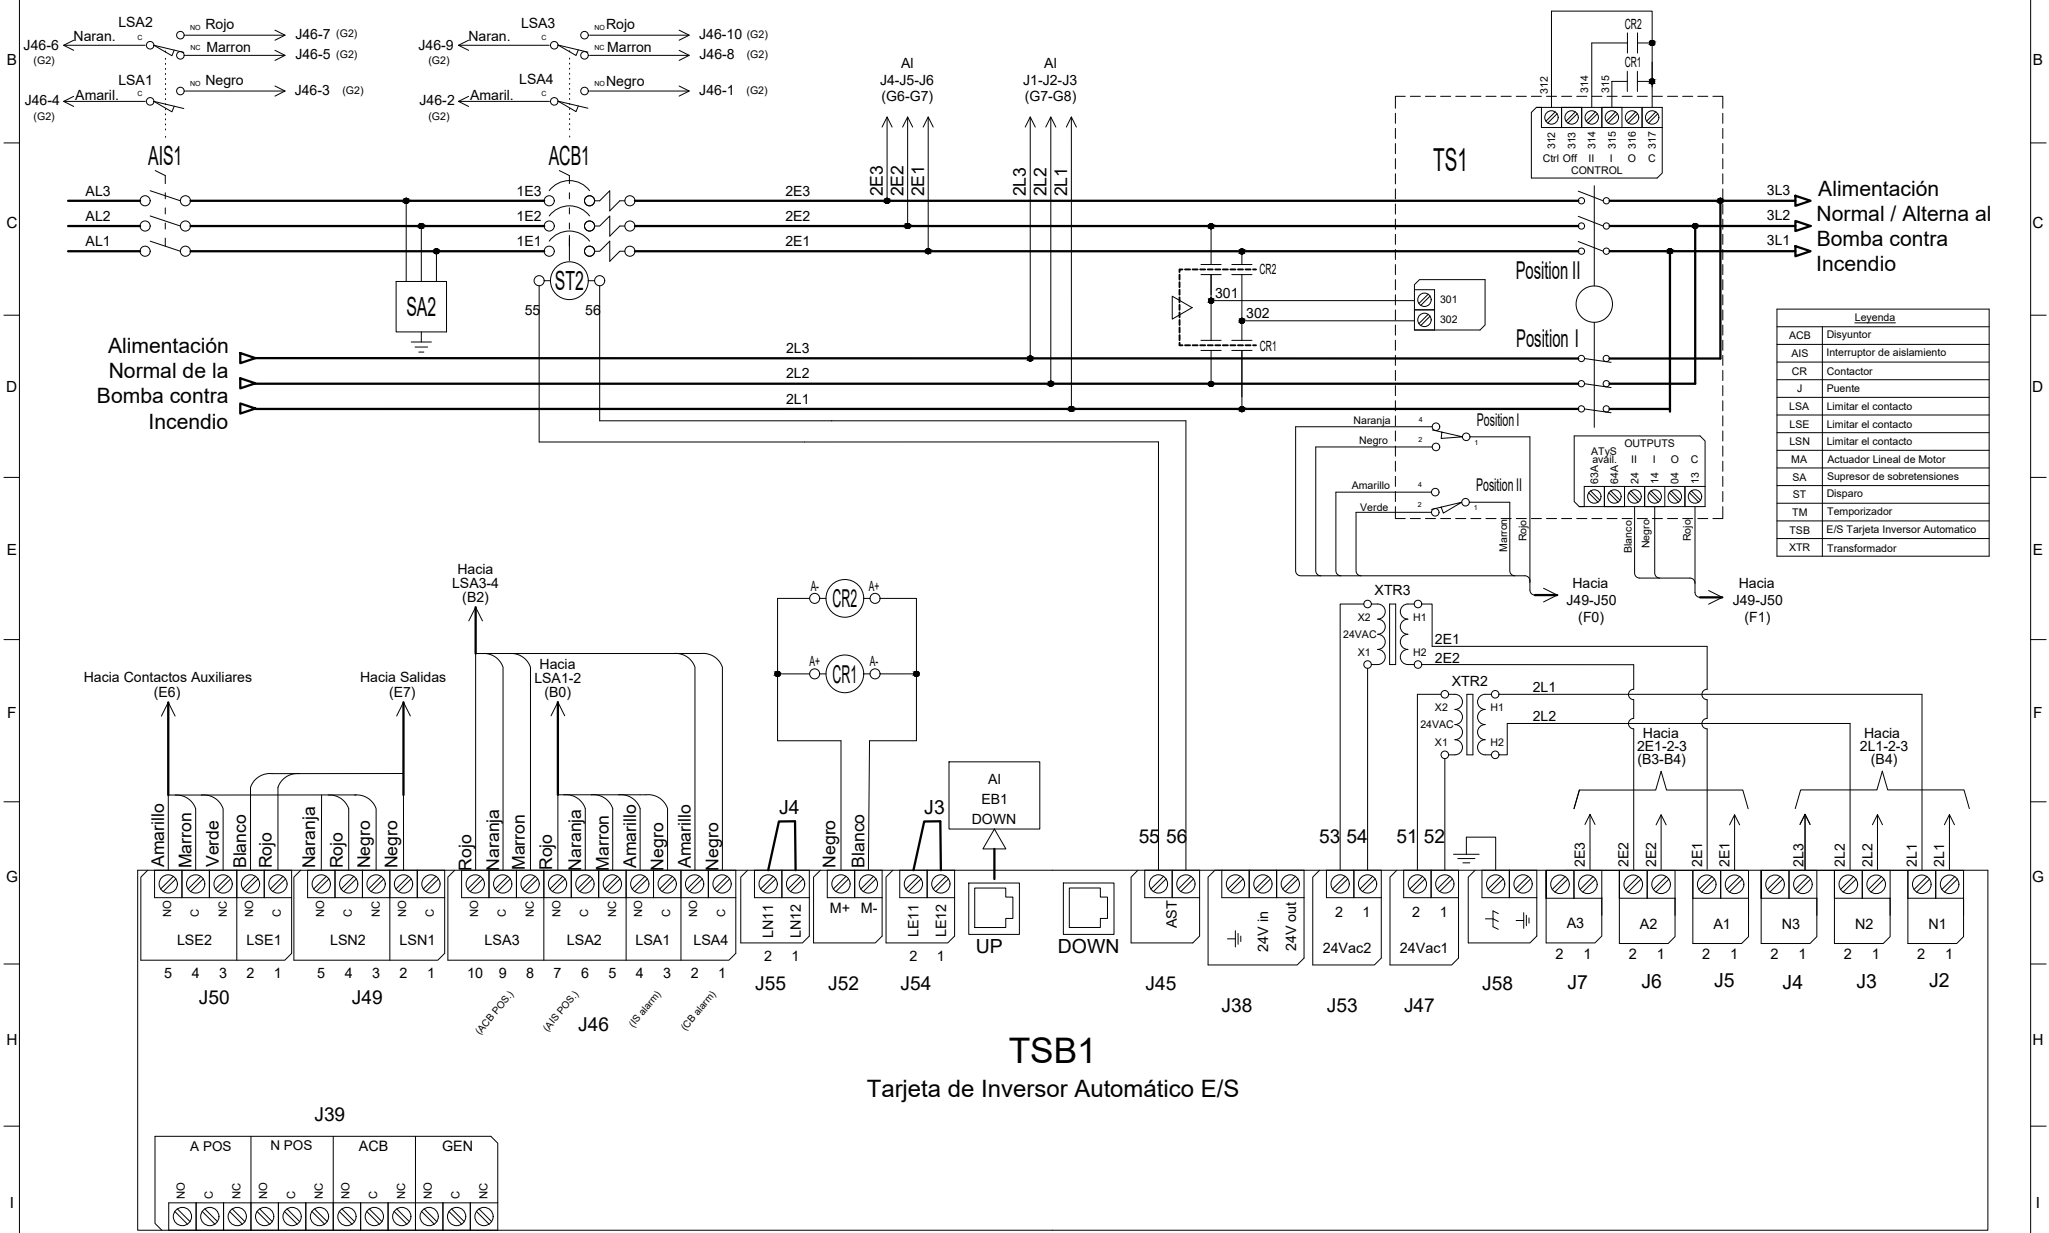 B
LSA2
C
NO Rojo
J46-7 (G2)
J46-6
(G2)
Naran.
NC Marron
J46-5 (G2)
LSA1
C
NO Negro
J46-3 (G2)
J46-4
(G2)
Amaril.
LSA3
C
NO Rojo
J46-10 (G2)
J46-9
(G2)
Naran.
NC Marron
J46-8 (G2)
LSA4
C
NO Negro
J46-1 (G2)
J46-2
(G2)
Amaril.
Al
J4-J5-J6
(G6-G7)
Al
J1-J2-J3
(G7-G8)
CR2
CR1
312
314
315
312 313 314 315 316 317
Ctrl Off II I O C
CONTROL
TS1
B
AIS1
ACB1
2E3
2E2
2E1
2L3
2L2
2L1
C
AL3
AL2
AL1
1E3
1E2
1E1
2E3
2E2
2E1
3L3
3L2
3L1
Alimentación
Normal / Alterna al
Bomba contra
Incendio
C
ST2
55
56
SA2
CR2
301
302
CR1
301
302
Position II
Position I
D
Alimentación
Normal de la
Bomba contra
Incendio
2L3
2L2
2L1
D
Leyenda
ACB Disyuntor
AIS Interruptor de aislamiento
CR Contactor
J Puente
LSA Limitar el contacto
LSE Limitar el contacto
LSN Limitar el contacto
MA Actuador Lineal de Motor
SA Supresor de sobretensiones
ST Disparo
TM Temporizador
TSB E/S Tarjeta Inversor Automatico
XTR Transformador
Naranja 4
Negro 2
1
Position I
Amarillo 4
Verde 2
1
Position II
Marron
Rojo
OUTPUTS
ATyS
avail.
II I O C
63A 64A 24 14 04 13
Blanco
Negro
Rojo
E
E
Hacia
J49-J50
(F0)
Hacia
J49-J50
(F1)
Hacia
LSA3-4
(B2)
A- CR2 A+
A+ CR1 A-
XTR3
X2
24VAC
X1
H1
H2
2E1
2E2
XTR2
X2
24VAC
X1
H1
H2
2L1
2L2
F
Hacia Contactos Auxiliares
(E6)
Hacia Salidas
(E7)
Hacia
LSA1-2
(B0)
Hacia
2E1-2-3
(B3-B4)
Hacia
2L1-2-3
(B4)
F
Al
EB1
DOWN
J4
J3
G
Amarillo
Marron
Verde
Blanco
Rojo
Naranja
Rojo
Negro
Negro
Rojo
Naranja
Marron
Rojo
Naranja
Marron
Amarillo
Negro
Amarillo
Negro
Negro
Blanco
55 56
53 54
51 52
2E3
2E2
2E2
2E1
2E1
2L3
2L2
2L2
2L1
2L1
G
NO C NC NO C
LSE2 LSE1
5 4 3 2 1
J50
NO C NC NO C
LSN2 LSN1
5 4 3 2 1
J49
NO C NC NO C NC NO C NO C
LSA3 LSA2 LSA1 LSA4
10 9 8 7 6 5 4 3 2 1
(ACB POS.)
(AIS POS.)
(IS alarm)
(CB alarm)
J46
LN11 LN12
2 1
J55
M+ M-
J52
LE11 LE12
2 1
J54
UP
DOWN
AST
J45
24V in
24V out
J38
2 1
24Vac2
J53
2 1
24Vac1
J47
J58
A3
2 1
J7
A2
2 1
J6
A1
2 1
J5
N3
2 1
J4
N2
2 1
J3
N1
2 1
J2
H
H
TSB1
Tarjeta de Inversor Automático E/S
J39
A POS N POS ACB GEN
NO C NC NO C NC NO C NC NO C NC
I
I